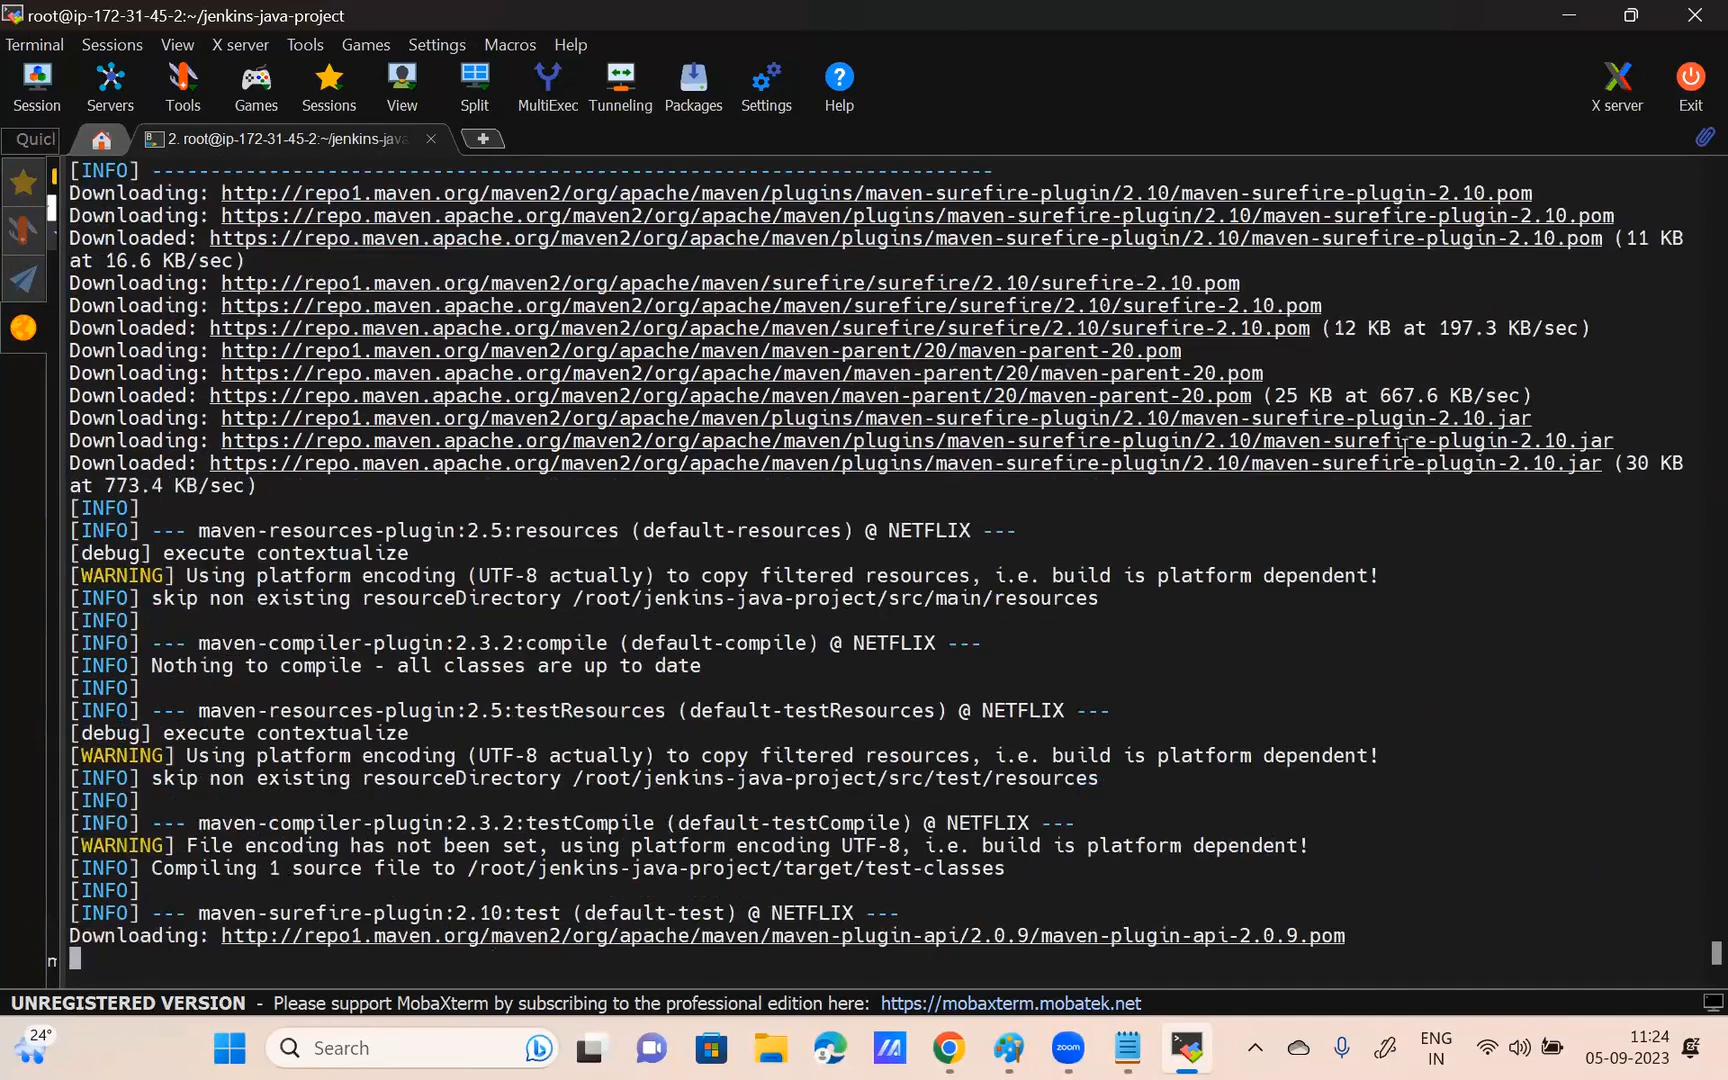 root@ip-172-31-45-2:~/jenkins-java-project
Terminal Sessions View X server Tools Games Settings Macros Help
Session Servers Tools Games Sessions View Split MultiExec Tunneling Packages Settings Help X server Exit
Quicl 2. root@ip-172-31-45-2:~/jenkins-java
[INFO] ------------------------------------------------------------------------
Downloading: http://repo1.maven.org/maven2/org/apache/maven/plugins/maven-surefire-plugin/2.10/maven-surefire-plugin-2.10.pom
Downloading: https://repo.maven.apache.org/maven2/org/apache/maven/plugins/maven-surefire-plugin/2.10/maven-surefire-plugin-2.10.pom
Downloaded: https://repo.maven.apache.org/maven2/org/apache/maven/plugins/maven-surefire-plugin/2.10/maven-surefire-plugin-2.10.pom (11 KB
at 16.6 KB/sec)
Downloading: http://repo1.maven.org/maven2/org/apache/maven/surefire/surefire/2.10/surefire-2.10.pom
Downloading: https://repo.maven.apache.org/maven2/org/apache/maven/surefire/surefire/2.10/surefire-2.10.pom
Downloaded: https://repo.maven.apache.org/maven2/org/apache/maven/surefire/surefire/2.10/surefire-2.10.pom (12 KB at 197.3 KB/sec)
Downloading: http://repo1.maven.org/maven2/org/apache/maven/maven-parent/20/maven-parent-20.pom
Downloading: https://repo.maven.apache.org/maven2/org/apache/maven/maven-parent/20/maven-parent-20.pom
Downloaded: https://repo.maven.apache.org/maven2/org/apache/maven/maven-parent/20/maven-parent-20.pom (25 KB at 667.6 KB/sec)
Downloading: http://repo1.maven.org/maven2/org/apache/maven/plugins/maven-surefire-plugin/2.10/maven-surefire-plugin-2.10.jar
Downloading: https://repo.maven.apache.org/maven2/org/apache/maven/plugins/maven-surefire-plugin/2.10/maven-surefire-plugin-2.10.jar
Downloaded: https://repo.maven.apache.org/maven2/org/apache/maven/plugins/maven-surefire-plugin/2.10/maven-surefire-plugin-2.10.jar (30 KB
at 773.4 KB/sec)
[INFO]
[INFO] --- maven-resources-plugin:2.5:resources (default-resources) @ NETFLIX ---
[debug] execute contextualize
[WARNING] Using platform encoding (UTF-8 actually) to copy filtered resources, i.e. build is platform dependent!
[INFO] skip non existing resourceDirectory /root/jenkins-java-project/src/main/resources
[INFO]
[INFO] --- maven-compiler-plugin:2.3.2:compile (default-compile) @ NETFLIX ---
[INFO] Nothing to compile - all classes are up to date
[INFO]
[INFO] --- maven-resources-plugin:2.5:testResources (default-testResources) @ NETFLIX ---
[debug] execute contextualize
[WARNING] Using platform encoding (UTF-8 actually) to copy filtered resources, i.e. build is platform dependent!
[INFO] skip non existing resourceDirectory /root/jenkins-java-project/src/test/resources
[INFO]
[INFO] --- maven-compiler-plugin:2.3.2:testCompile (default-testCompile) @ NETFLIX ---
[WARNING] File encoding has not been set, using platform encoding UTF-8, i.e. build is platform dependent!
[INFO] Compiling 1 source file to /root/jenkins-java-project/target/test-classes
[INFO]
[INFO] --- maven-surefire-plugin:2.10:test (default-test) @ NETFLIX ---
Downloading: http://repo1.maven.org/maven2/org/apache/maven/maven-plugin-api/2.0.9/maven-plugin-api-2.0.9.pom
UNREGISTERED VERSION - Please support MobaXterm by subscribing to the professional edition here: https://mobaxterm.mobatek.net
24° Search zoom ENG 11:24
IN 05-09-2023